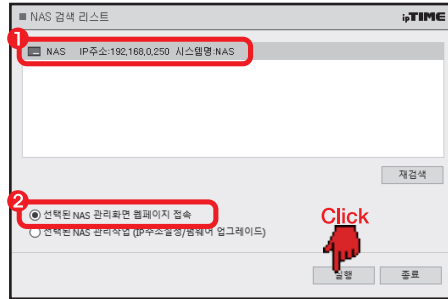 ■ NAS 검색 리스트
ipTIME
1
NAS IP주소:192,168,0,250 시스템명:NAS
재검색
2
선택된 NAS 관리화면 웹페이지 접속
선택된 NAS 관리작업 (IP주소설정/펌웨어 업그레이드)
Click
실행
종료